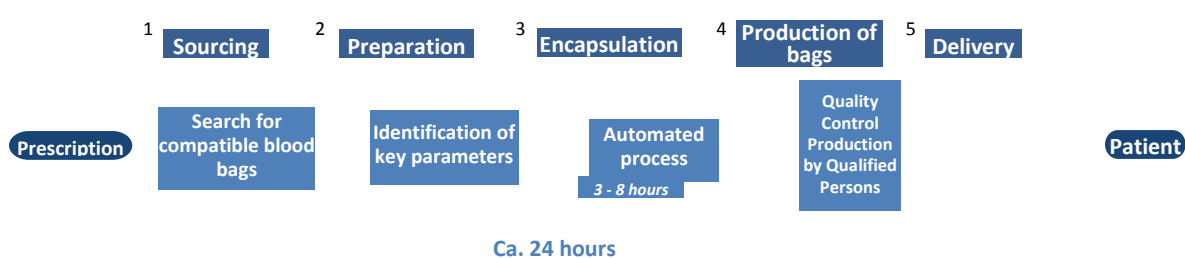 1 Sourcing
2 Preparation
3 Encapsulation
4 Production of
bags
5 Delivery
Prescription
Search for
compatible blood
bags
Identification of
key parameters
Automated
process
3 - 8 hours
Quality
Control
Production
by Qualified
Persons
Patient
Ca. 24 hours